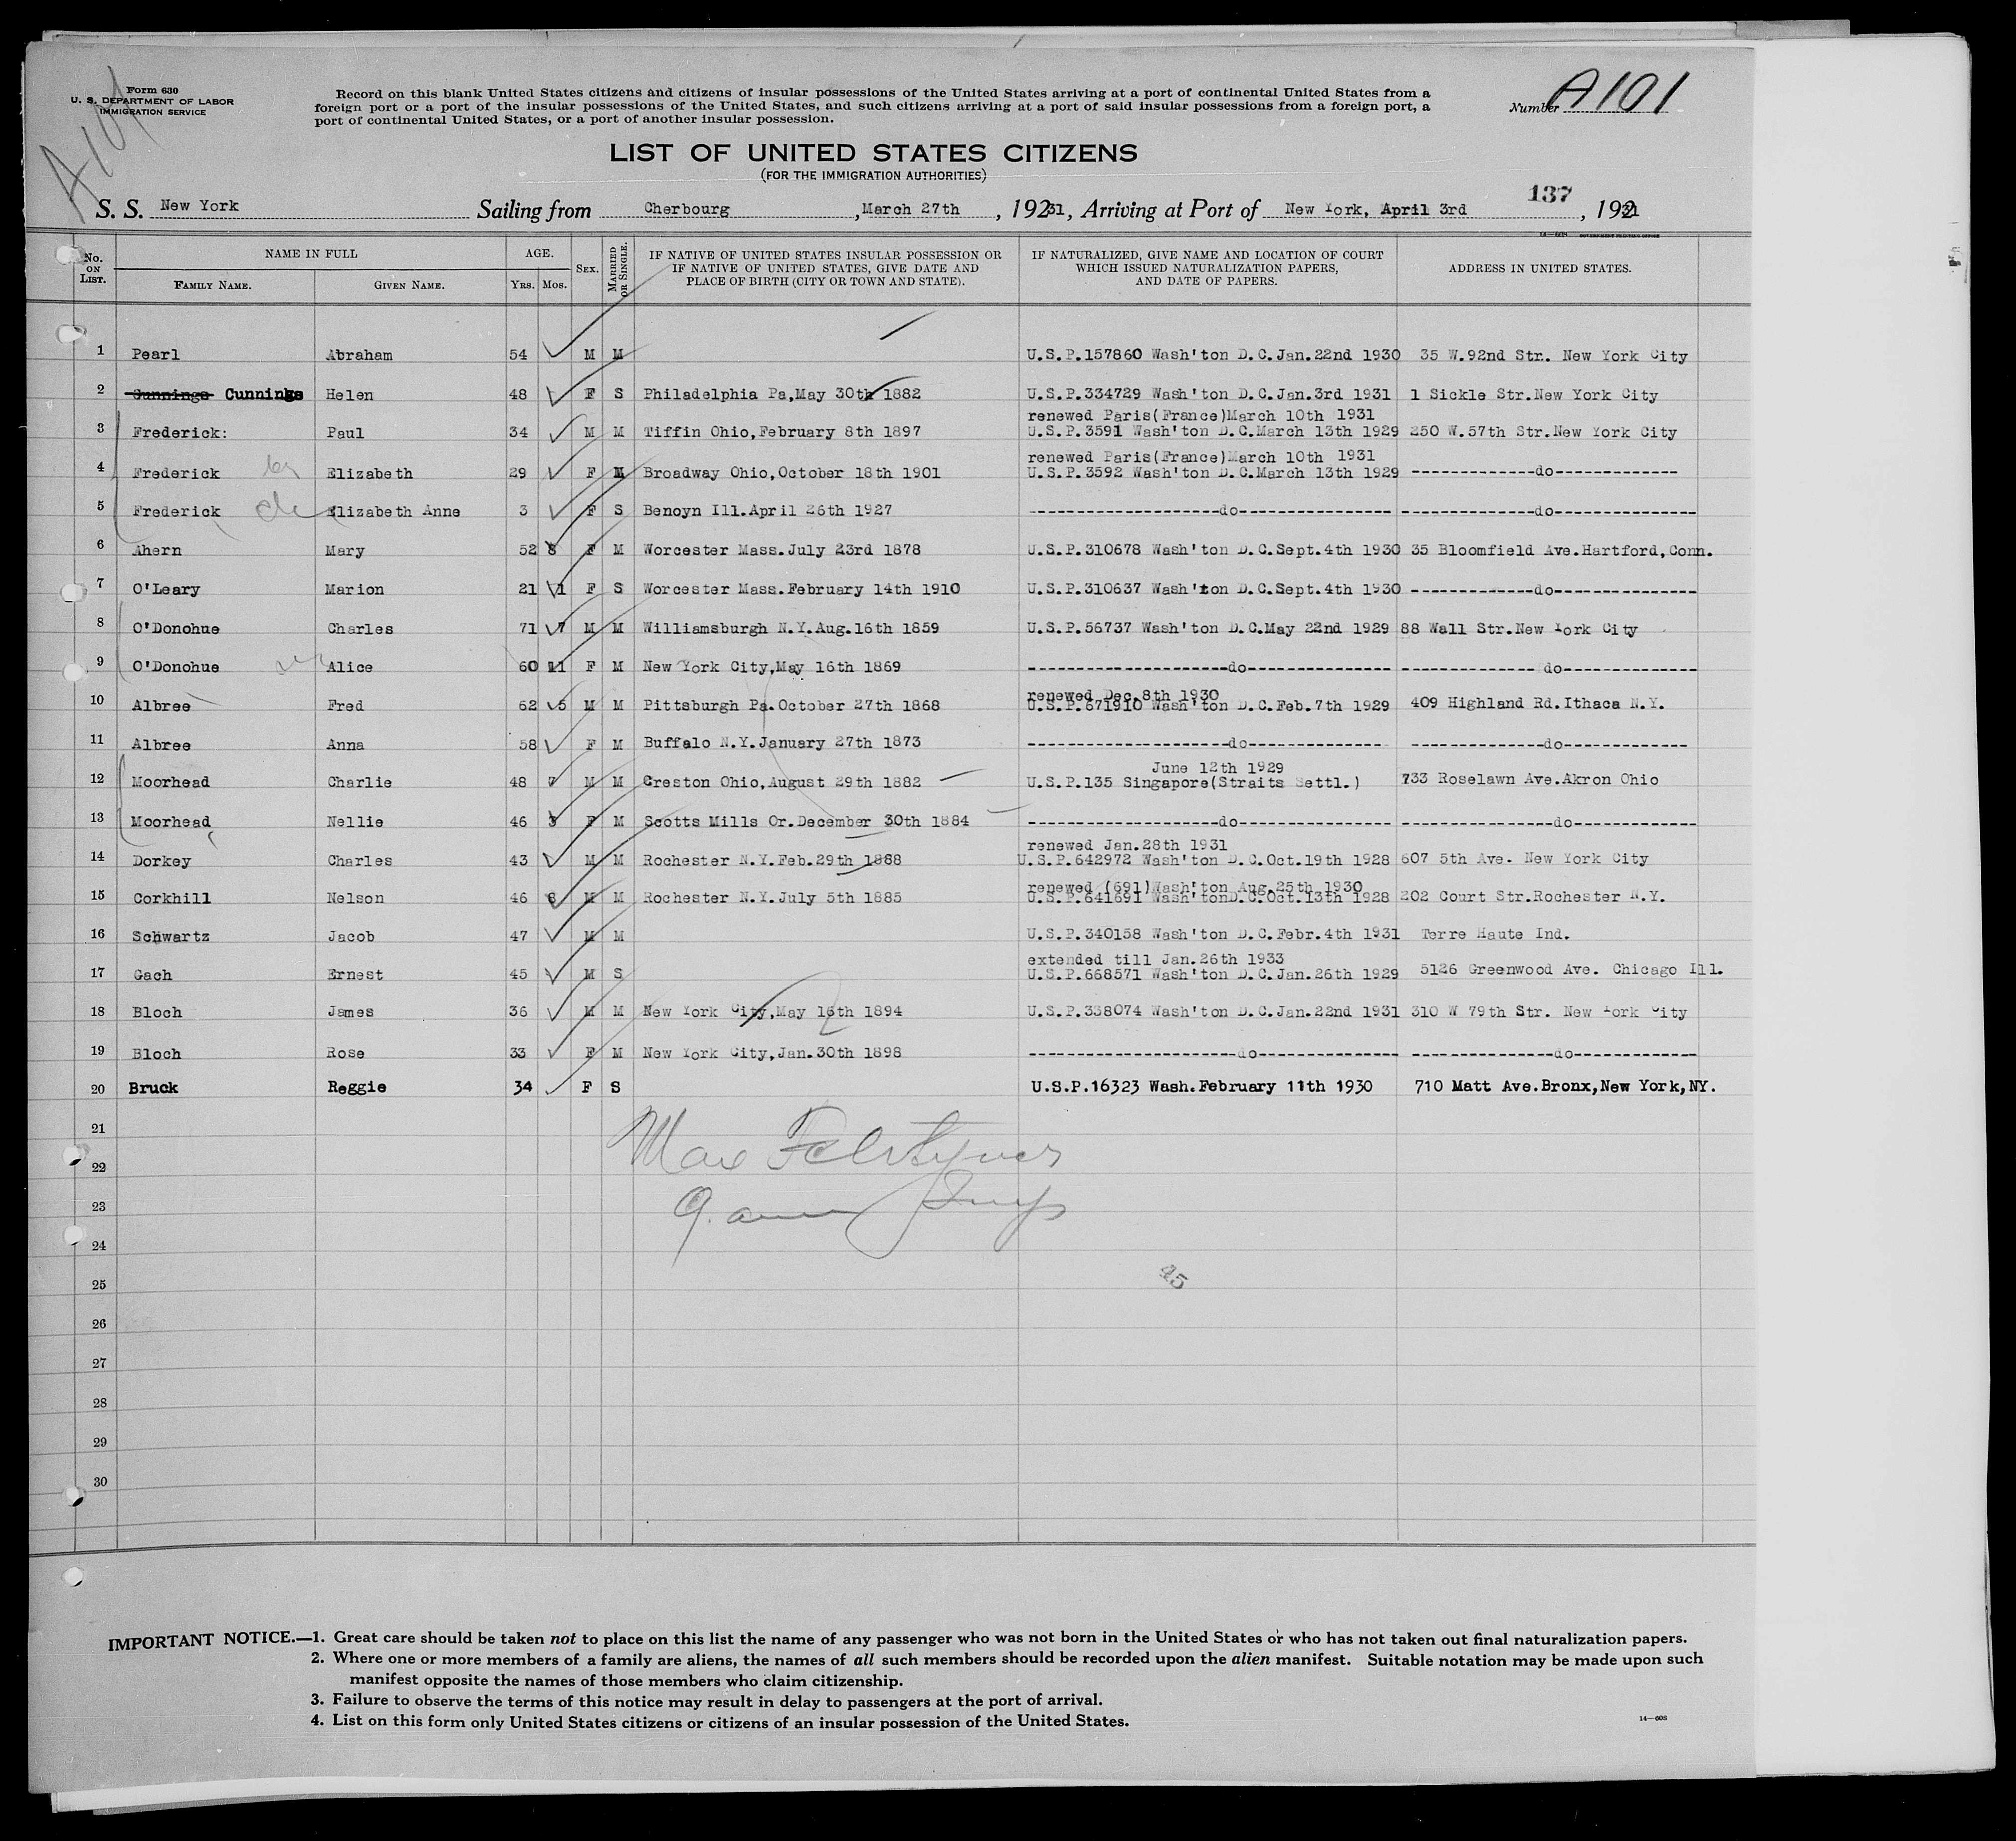 Form 630
U. S. DEPARTMENT OF LABOR
IMMIGRATION SERVICE
A101
Record on this blank United States citizens and citizens of insular possessions of the United States arriving at a port of continental United States from a
foreign port or a port of the insular possessions of the United States, and such citizens arriving at a port of said insular possessions from a foreign port, a
port of continental United States, or a port of another insular possession.
Number A101
LIST OF UNITED STATES CITIZENS
(FOR THE IMMIGRATION AUTHORITIES)
137
S. S. New York Sailing from Cherbourg ,March 27th , 19231, Arriving at Port of New York, April 3rd , 19231
No. ON LIST. NAME IN FULL AGE. SEX. MARRIED OR SINGLE. IF NATIVE OF UNITED STATES INSULAR POSSESSION OR IF NATIVE OF UNITED STATES, GIVE DATE AND PLACE OF BIRTH (CITY OR TOWN AND STATE). IF NATURALIZED, GIVE NAME AND LOCATION OF COURT WHICH ISSUED NATURALIZATION PAPERS, AND DATE OF PAPERS. ADDRESS IN UNITED STATES.
FAMILY NAME. GIVEN NAME. YRS. MOS.
1 Pearl Abraham 54 M M U.S.P.157860 Wash'ton D.C.Jan.22nd 1930 35 W.92nd Str. New York City
2 Cunnings Cunnings Helen 48 F S Philadelphia Pa,May 30th 1882 U.S.P.334729 Wash'ton D.C.Jan.3rd 1931 1 Sickle Str.New York City
renewed Paris(France)March 10th 1931
3 Frederick: Paul 34 M M Tiffin Ohio,February 8th 1897 U.S.P.3591 Wash'ton D.C.March 13th 1929 250 W.57th Str.New York City
renewed Paris(France)March 10th 1931
4 Frederick Elizabeth 29 F M Broadway Ohio,October 18th 1901 U.S.P.3592 Wash'ton D.C.March 13th 1929 -------------do-------------
5 Frederick Elizabeth Anne 3 F S Benoyn Ill.April 26th 1927 --------------------do----------------- --------------do---------------
6 Ahern Mary 52 8 F M Worcester Mass.July 23rd 1878 U.S.P.310678 Wash'ton D.C.Sept.4th 1930 35 Bloomfield Ave.Hartford,Conn.
7 O'Leary Marion 21 1 F S Worcester Mass.February 14th 1910 U.S.P.310637 Wash'ton D.C.Sept.4th 1930 -------------do---------------
8 O'Donohue Charles 71 7 M M Williamsburgh N.Y.Aug.16th 1859 U.S.P.56737 Wash'ton D.C.May 22nd 1929 88 Wall Str.New York City
9 O'Donohue Alice 60 11 F M New York City,May 16th 1869 ---------------------do---------------- --------------do--------------
renewed Dec.8th 1930
10 Albree Fred 62 5 M M Pittsburgh Pa.October 27th 1868 U.S.P.671910 Wash'ton D.C.Feb.7th 1929 409 Highland Rd.Ithaca N.Y.
11 Albree Anna 58 F M Buffalo N.Y.January 27th 1873 ---------------------do-------------- --------------do-------------
June 12th 1929
12 Moorhead Charlie 48 7 M M Creston Ohio,August 29th 1882 U.S.P.135 Singapore(Straits Settl.) 733 Roselawn Ave.Akron Ohio
13 Moorhead Nellie 46 3 F M Scotts Mills Or.December 30th 1884 --------------------do---------------- ----------------do-------------
renewed Jan.28th 1931
14 Dorkey Charles 43 M M Rochester N.Y.Feb.29th 1888 U.S.P.642972 Wash'ton D.C.Oct.19th 1928 607 5th Ave. New York City
renewed (691)Wash'ton Aug.25th 1930
15 Corkhill Nelson 46 8 M M Rochester N.Y.July 5th 1885 U.S.P.641691 Wash'tonD.C.Oct.13th 1928 202 Court Str.Rochester N.Y.
16 Schwartz Jacob 47 M M U.S.P.340158 Wash'ton D.C.Febr.4th 1931 Terre Haute Ind.
extended till Jan.26th 1933
17 Gach Ernest 45 M S U.S.P.668571 Wash'ton D.C.Jan.26th 1929 5126 Greenwood Ave. Chicago Ill.
18 Bloch James 36 M M New York City,May 16th 1894 U.S.P.338074 Wash'ton D.C.Jan.22nd 1931 310 W 79th Str. New York City
19 Bloch Rose 33 F M New York City,Jan.30th 1898 ----------------------do--------------- ---------------do-------------
20 Bruck Reggie 34 F S U.S.P.16323 Wash.February 11th 1930 710 Matt Ave.Bronx,New York,NY.
21
Max
22
23
24
25
45
26
27
28
29
30
IMPORTANT NOTICE.—1. Great care should be taken not to place on this list the name of any passenger who was not born in the United States or who has not taken out final naturalization papers.
2. Where one or more members of a family are aliens, the names of all such members should be recorded upon the alien manifest. Suitable notation may be made upon such
manifest opposite the names of those members who claim citizenship.
3. Failure to observe the terms of this notice may result in delay to passengers at the port of arrival.
4. List on this form only United States citizens or citizens of an insular possession of the United States.
14—608